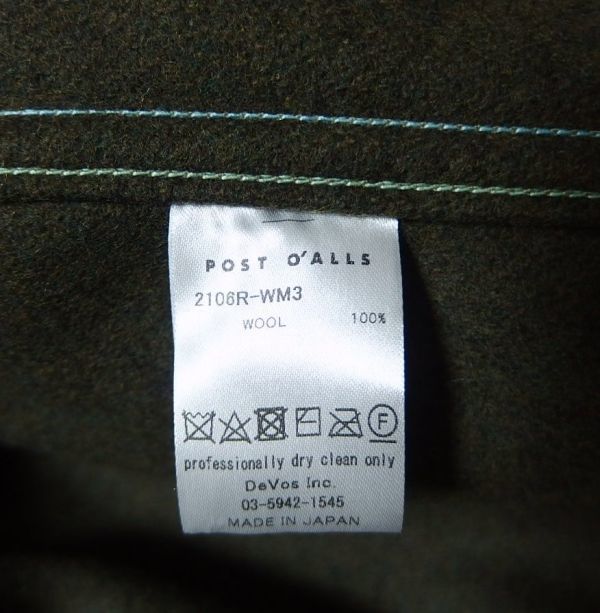 POST O'ALLS
2106R-WM3
WOOL 100%
F
professionally dry clean only
DeVos Inc.
03-5942-1545
MADE IN JAPAN